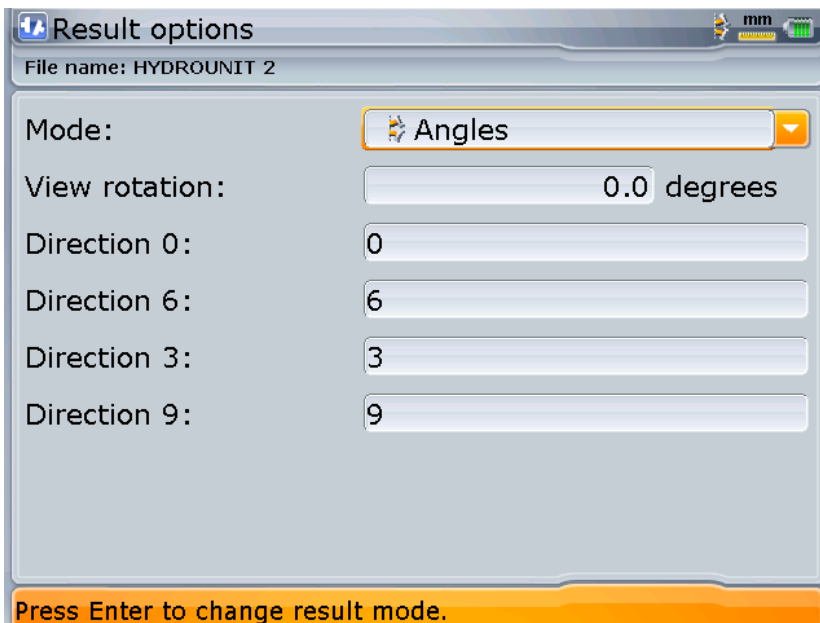 Result options
mm
File name: HYDROUNIT 2
Mode: Angles
View rotation: 0.0 degrees
Direction 0: 0
Direction 6: 6
Direction 3: 3
Direction 9: 9
Press Enter to change result mode.